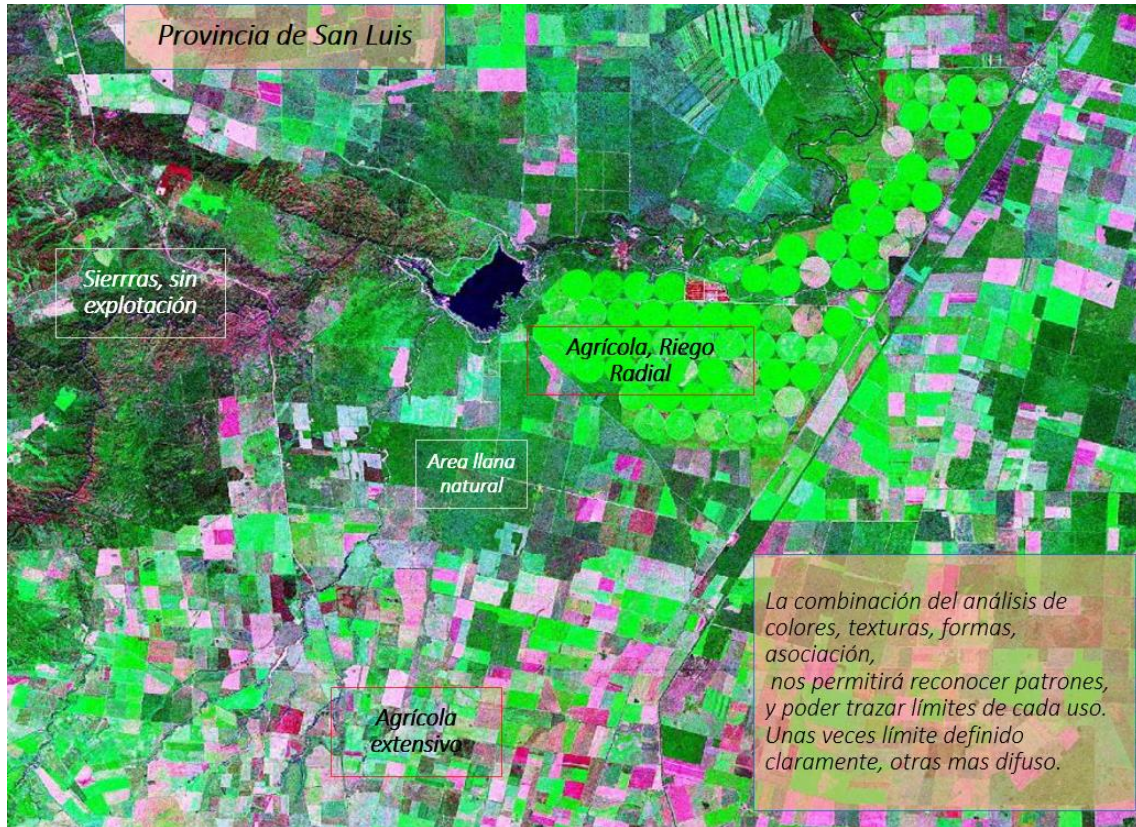 Provincia de San Luis
Sierrras, sin
explotación
Agrícola, Riego
Radial
Area llana
natural
Agrícola
extensivo
La combinación del análisis de
colores, texturas, formas,
asociación,
nos permitirá reconocer patrones,
y poder trazar límites de cada uso.
Unas veces límite definido
claramente, otras mas difuso.